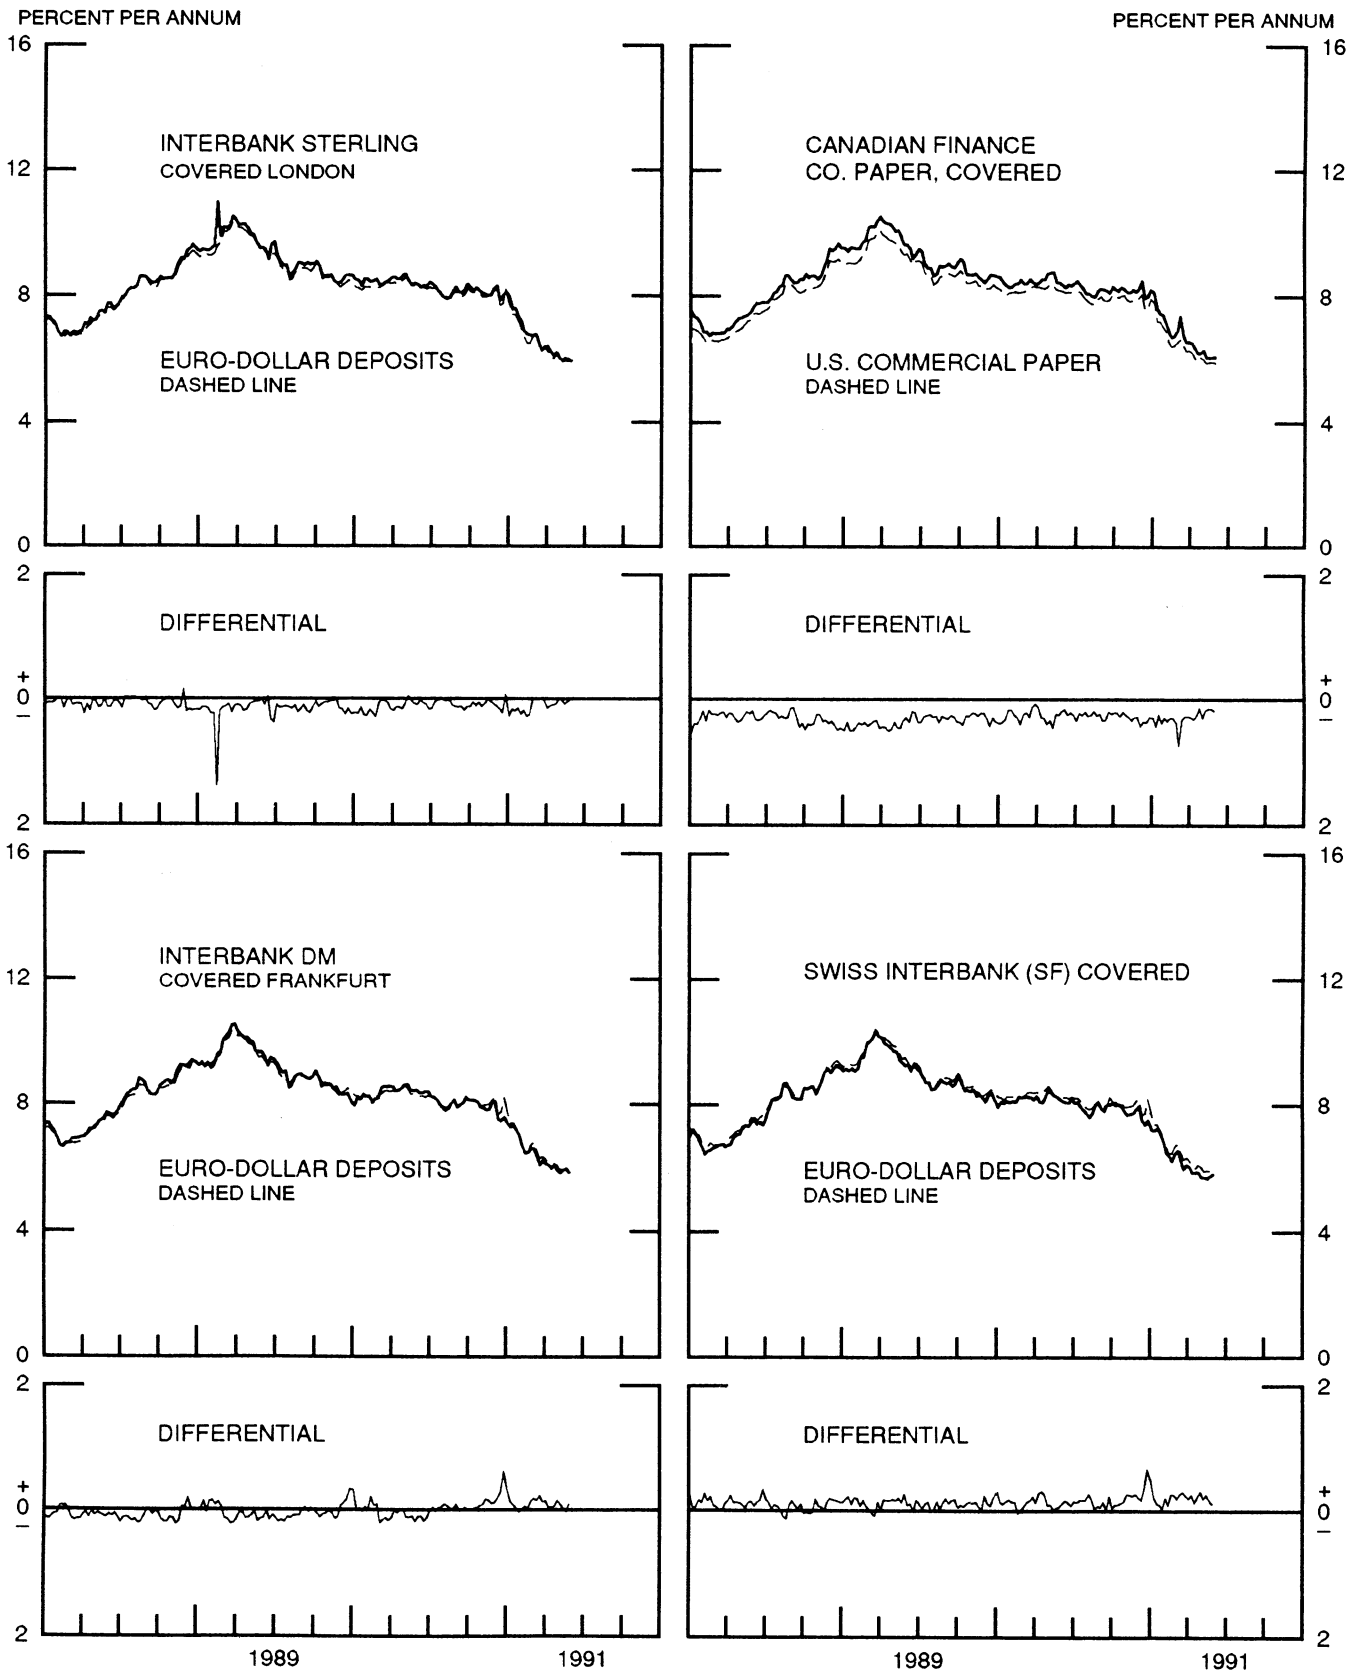 PERCENT PER ANNUM
PERCENT PER ANNUM
16
16
INTERBANK STERLING
COVERED LONDON
CANADIAN FINANCE
CO. PAPER, COVERED
12
12
8
8
EURO-DOLLAR DEPOSITS
DASHED LINE
U.S. COMMERCIAL PAPER
DASHED LINE
4
4
0
0
2
2
DIFFERENTIAL
DIFFERENTIAL
+
0
–
+
0
–
2
2
16
16
INTERBANK DM
COVERED FRANKFURT
SWISS INTERBANK (SF) COVERED
12
12
8
8
EURO-DOLLAR DEPOSITS
DASHED LINE
EURO-DOLLAR DEPOSITS
DASHED LINE
4
4
0
0
2
2
DIFFERENTIAL
DIFFERENTIAL
+
0
–
+
0
–
2
2
1989
1991
1989
1991